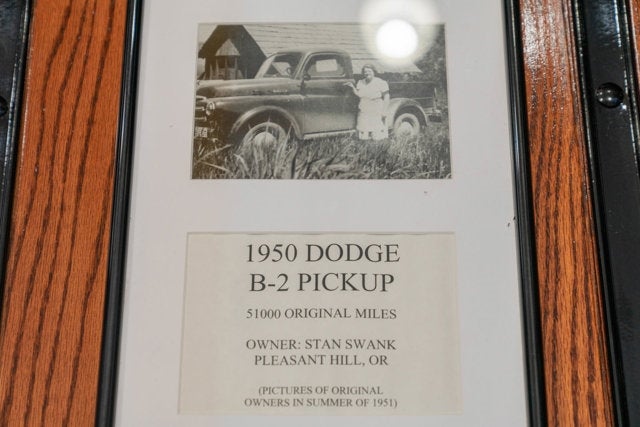 1950 DODGE
B-2 PICKUP
51000 ORIGINAL MILES
OWNER: STAN SWANK
PLEASANT HILL, OR
(PICTURES OF ORIGINAL
OWNERS IN SUMMER OF 1951)